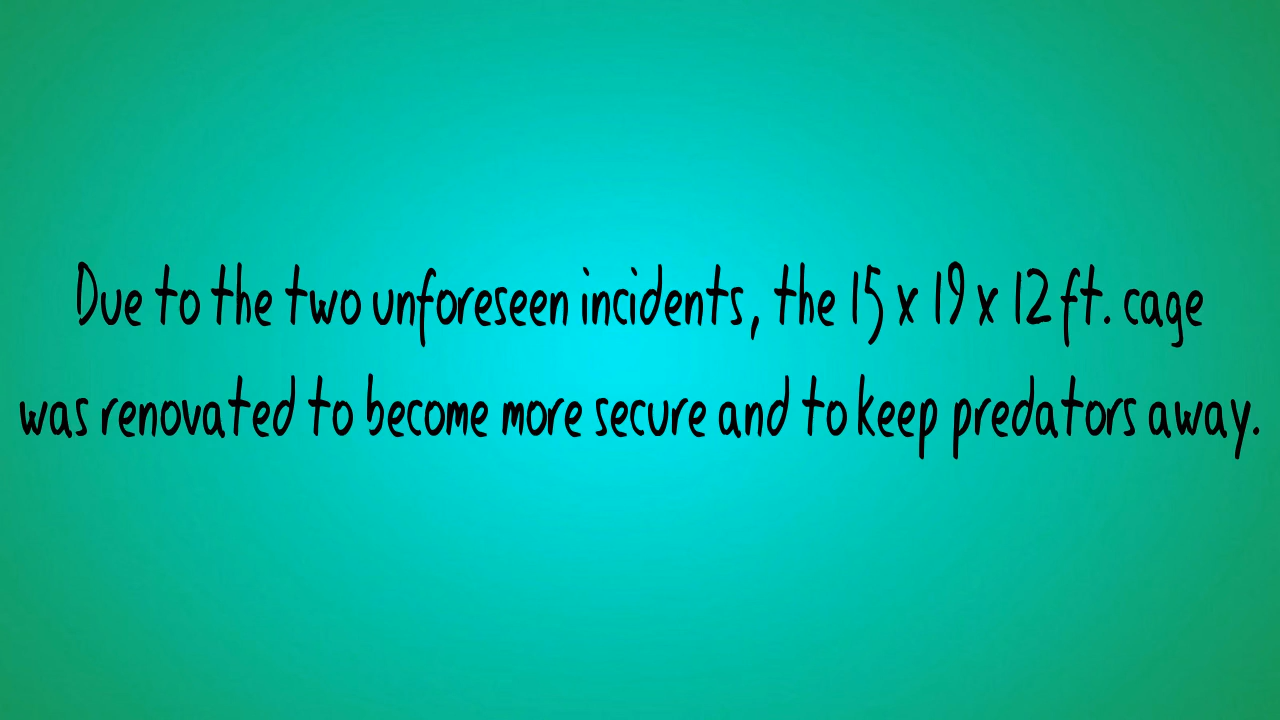 Due to the two unforeseen incidents, the 15 x 19 x 12 ft. cage
was renovated to become more secure and to keep predators away.